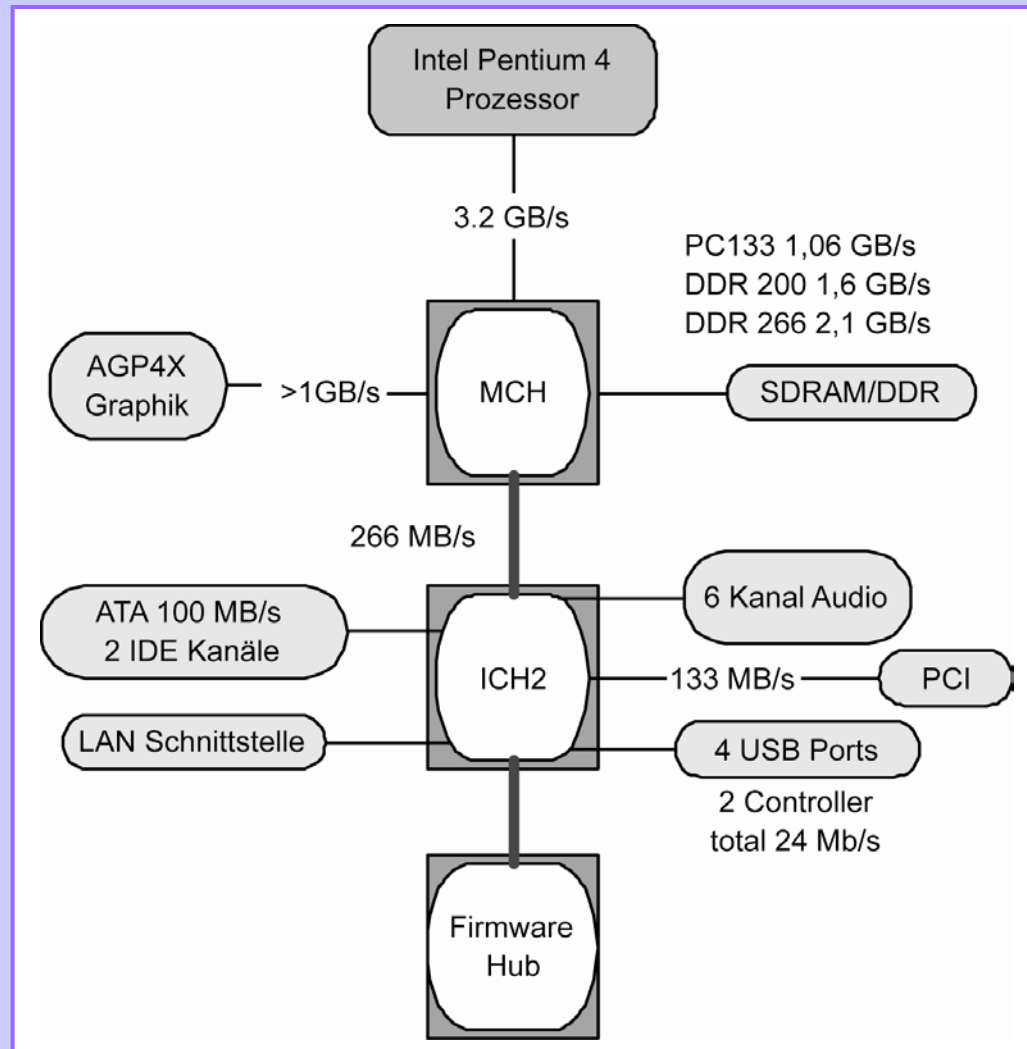 Intel Pentium 4
Prozessor
3.2 GB/s
PC133 1,06 GB/s
DDR 200 1,6 GB/s
DDR 266 2,1 GB/s
AGP4X
Graphik
>1GB/s
MCH
SDRAM/DDR
266 MB/s
ATA 100 MB/s
2 IDE Kanäle
6 Kanal Audio
ICH2
133 MB/s
PCI
LAN Schnittstelle
4 USB Ports
2 Controller
total 24 Mb/s
Firmware
Hub